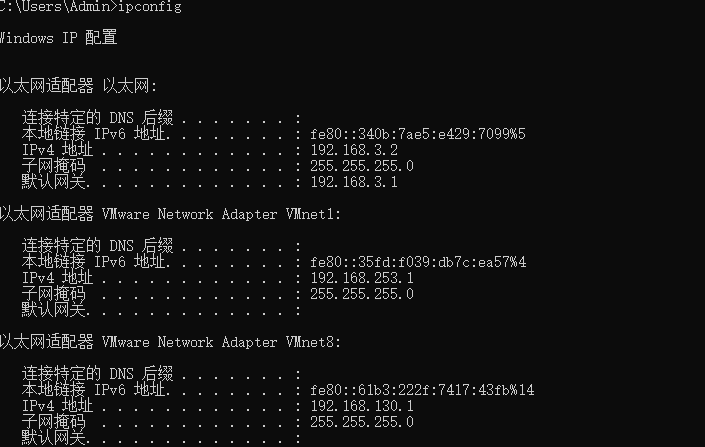 C:\Users\Admin>ipconfig
Windows IP 配置
以太网适配器 以太网:
连接特定的 DNS 后缀 . . . . . . . :
本地链接 IPv6 地址. . . . . . . . : fe80::340b:7ae5:e429:7099%5
IPv4 地址 . . . . . . . . . . . . : 192.168.3.2
子网掩码  . . . . . . . . . . . . : 255.255.255.0
默认网关. . . . . . . . . . . . . : 192.168.3.1
以太网适配器 VMware Network Adapter VMnet1:
连接特定的 DNS 后缀 . . . . . . . :
本地链接 IPv6 地址. . . . . . . . : fe80::35fd:f039:db7c:ea57%4
IPv4 地址 . . . . . . . . . . . . : 192.168.253.1
子网掩码  . . . . . . . . . . . . : 255.255.255.0
默认网关. . . . . . . . . . . . . :
以太网适配器 VMware Network Adapter VMnet8:
连接特定的 DNS 后缀 . . . . . . . :
本地链接 IPv6 地址. . . . . . . . : fe80::61b3:222f:7417:43fb%14
IPv4 地址 . . . . . . . . . . . . : 192.168.130.1
子网掩码  . . . . . . . . . . . . : 255.255.255.0
默认网关. . . . . . . . . . . . . :